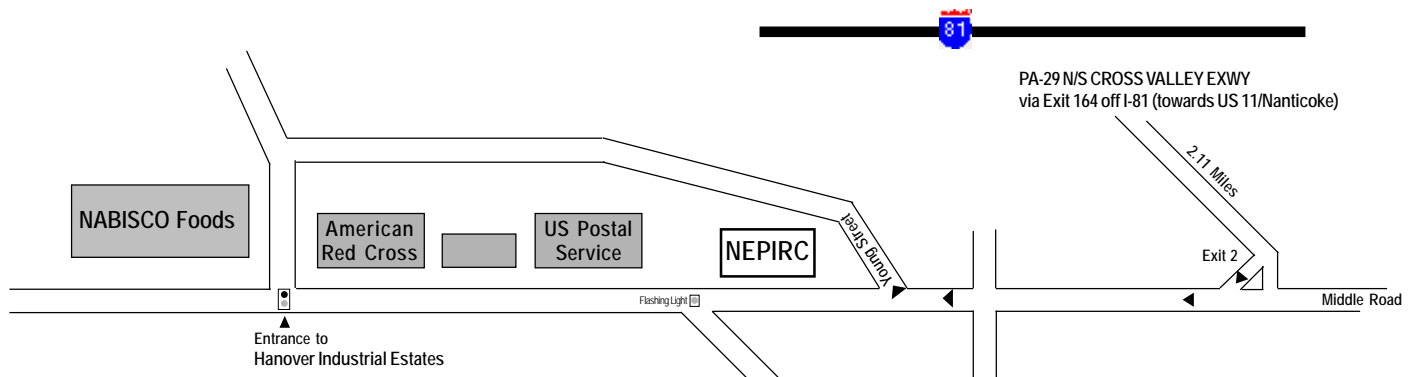 81
PA-29 N/S CROSS VALLEY EXWY
via Exit 164 off I-81 (towards US 11/Nanticoke)
2.11 Miles
NABISCO Foods
American
Red Cross
US Postal
Service
NEPIRC
Young Street
Exit 2
Flashing Light
Middle Road
Entrance to
Hanover Industrial Estates